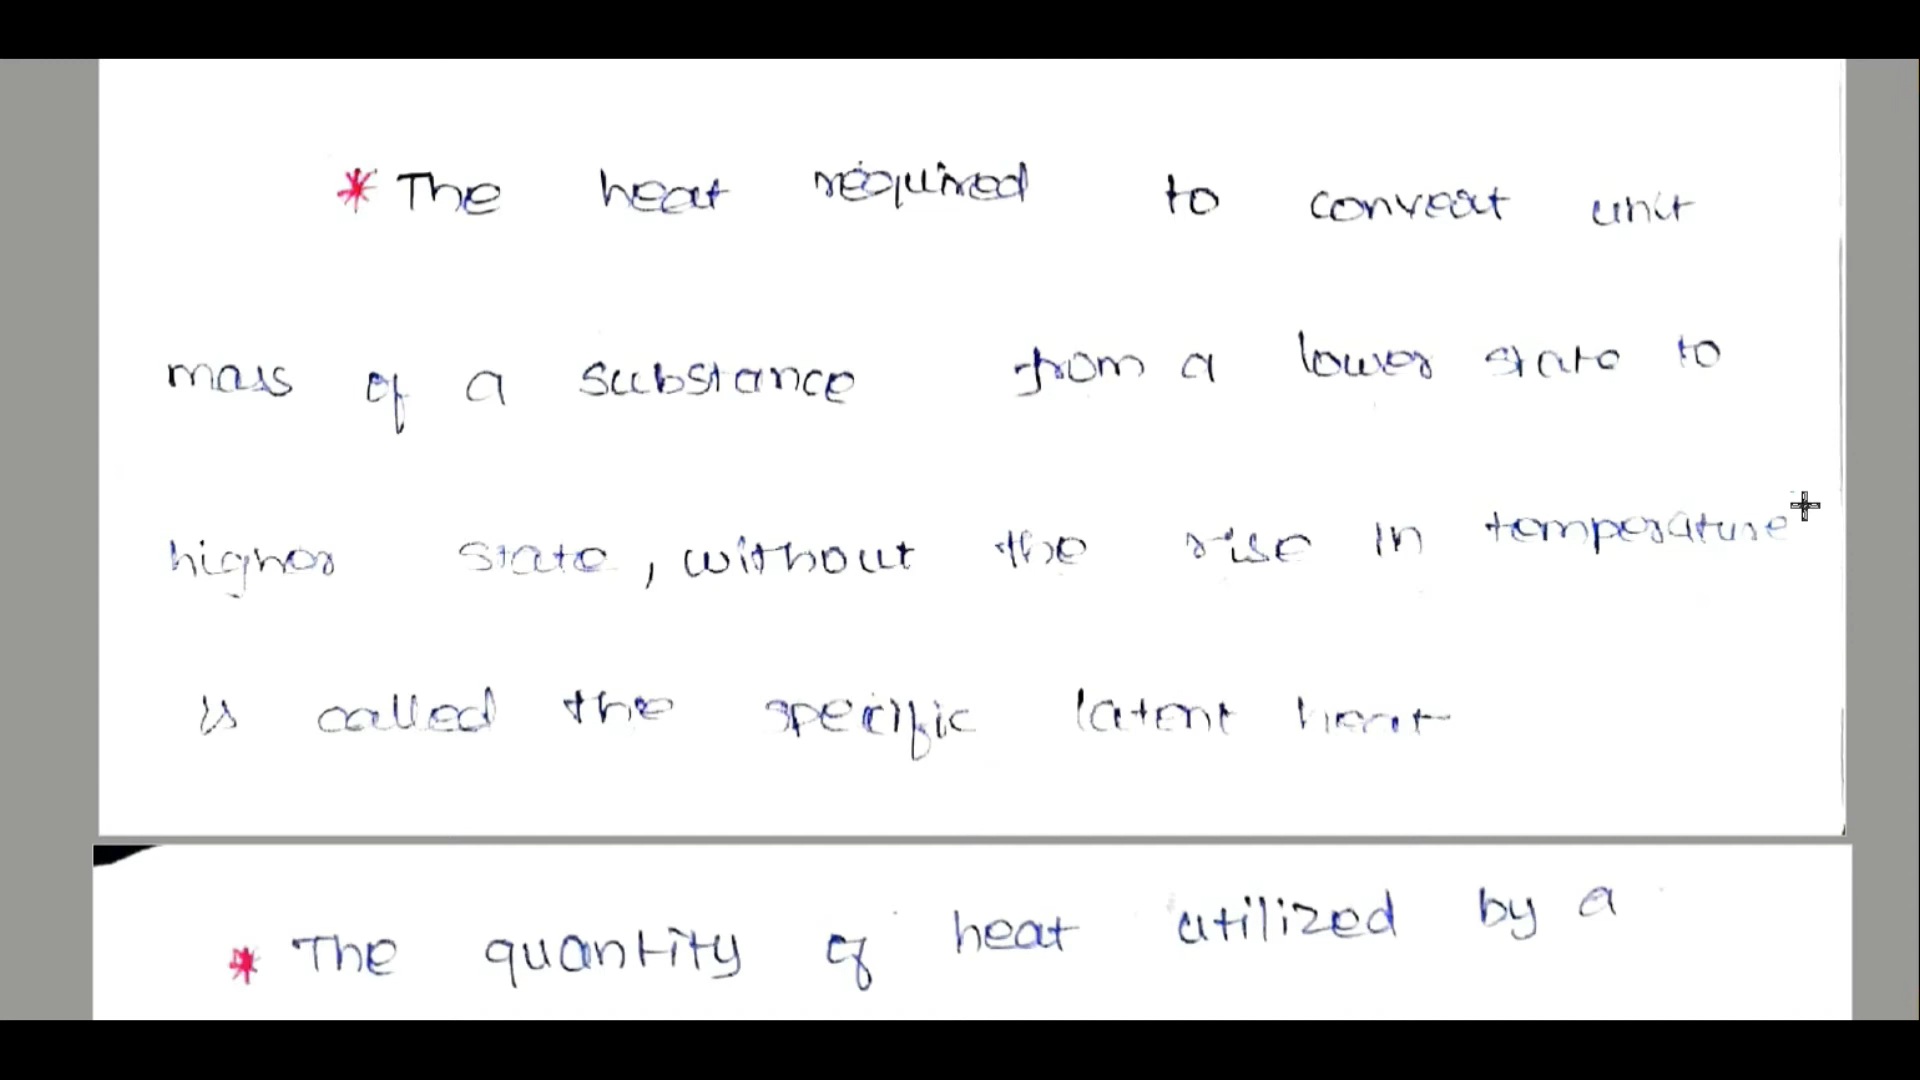 * The heat required to convert unit
mass of a substance from a lower state to
higher state, without the rise in temperature
is called the specific latent heat
* The quantity of heat utilized by a